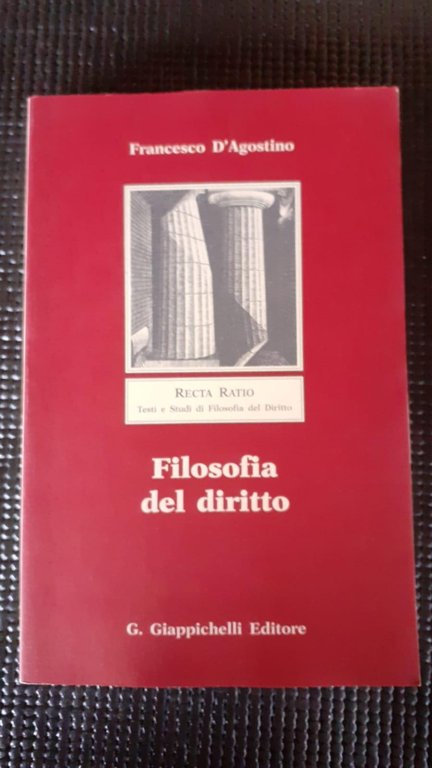 Francesco D'Agostino
RECTA RATIO
Testi e Studi di Filosofia del Diritto
Filosofia
del diritto
G. Giappichelli Editore